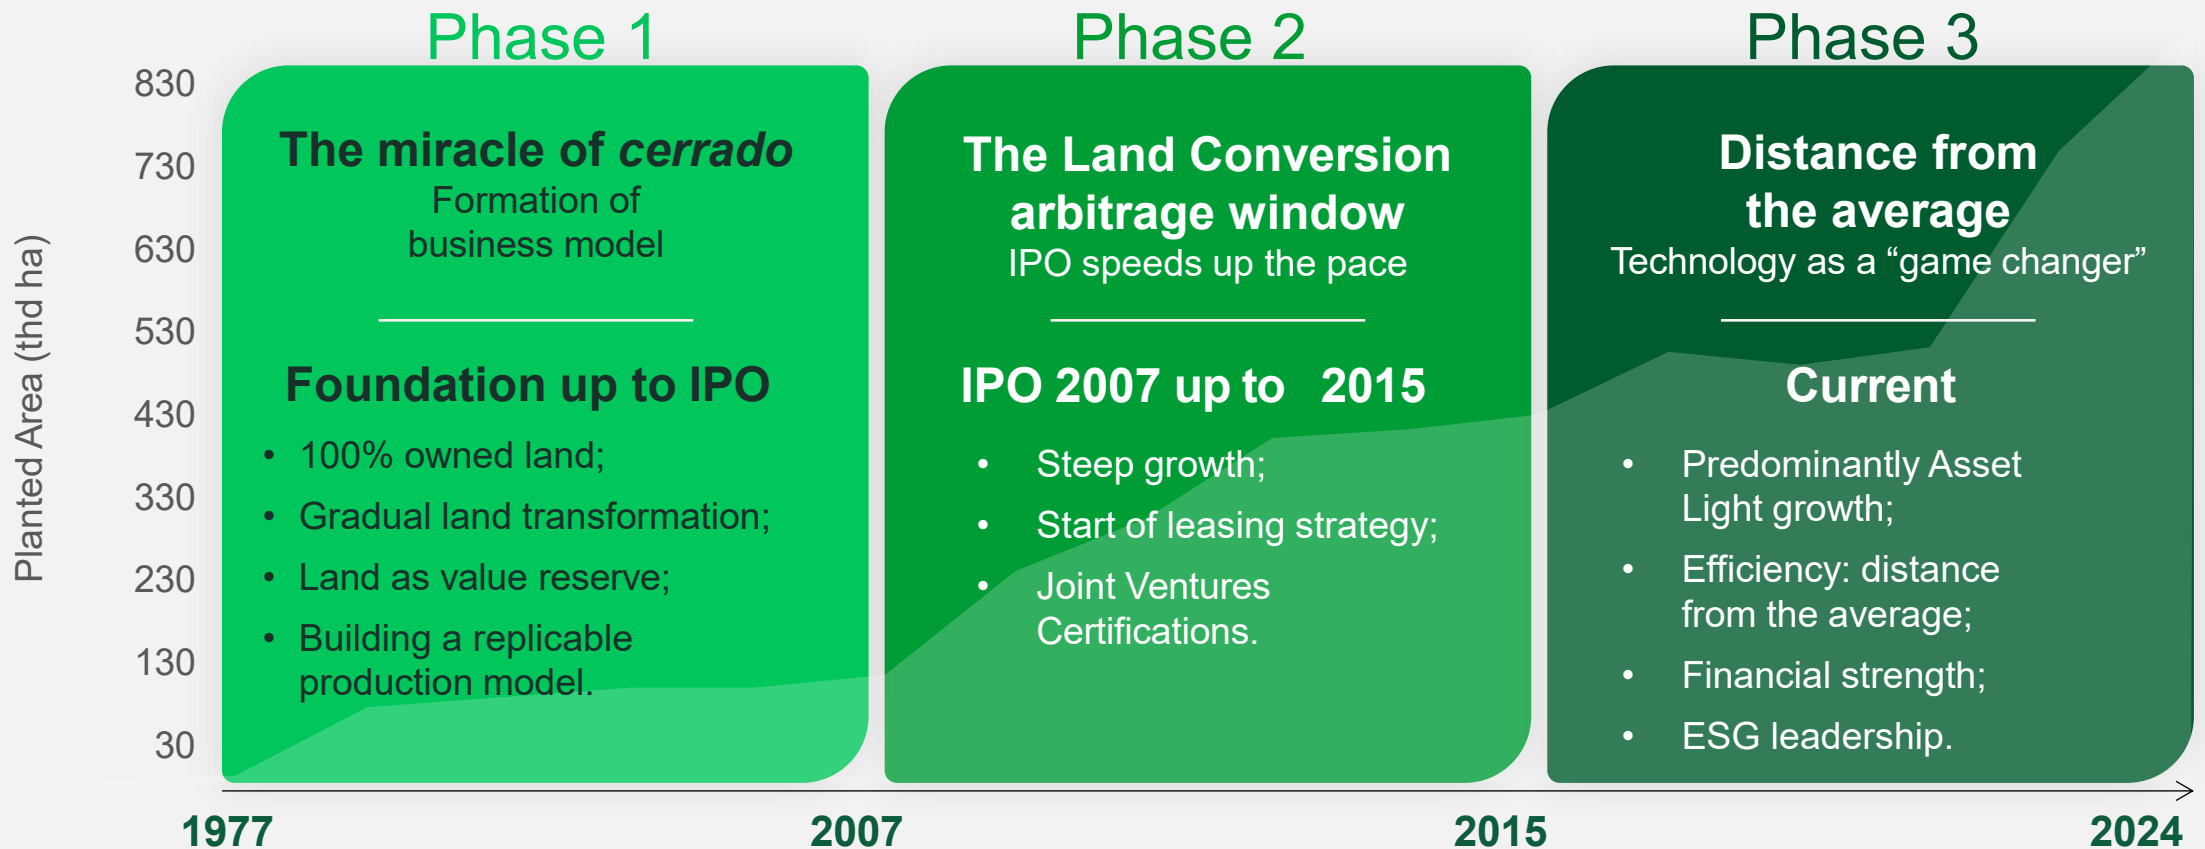 Phase 1
Phase 2
Phase 3
Planted Area (thd ha)
830
730
630
530
430
330
230
130
30
The miracle of cerrado
Formation of
business model
Foundation up to IPO
• 100% owned land;
• Gradual land transformation;
• Land as value reserve;
• Building a replicable
production model.
The Land Conversion
arbitrage window
IPO speeds up the pace
IPO 2007 up to 2015
• Steep growth;
• Start of leasing strategy;
• Joint Ventures
Certifications.
Distance from
the average
Technology as a “game changer”
Current
• Predominantly Asset
Light growth;
• Efficiency: distance
from the average;
• Financial strength;
• ESG leadership.
1977
2007
2015
2024